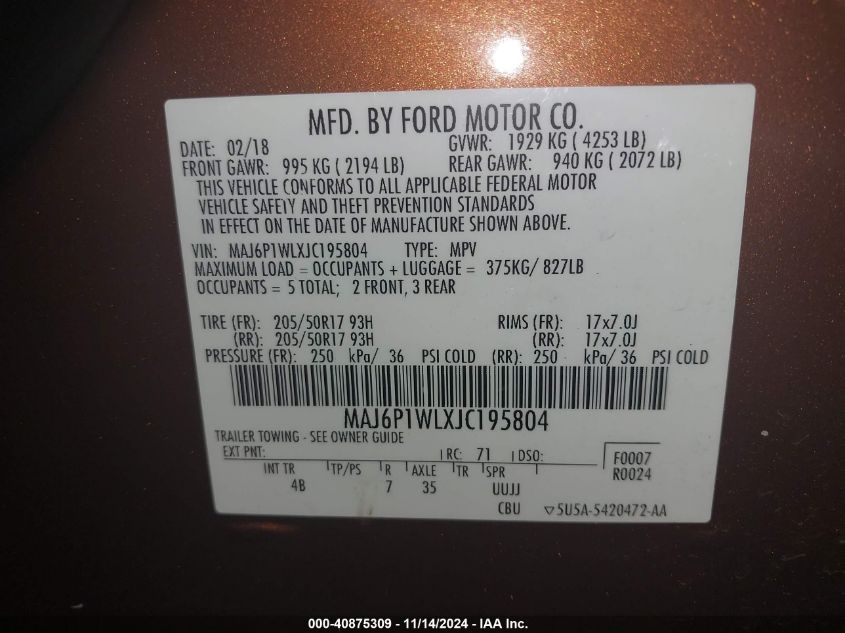 MFD. BY FORD MOTOR CO.
DATE: 02/18 GVWR: 1929 KG ( 4253 LB)
FRONT GAWR: 995 KG ( 2194 LB) REAR GAWR: 940 KG ( 2072 LB)
THIS VEHICLE CONFORMS TO ALL APPLICABLE FEDERAL MOTOR
VEHICLE SAFETY AND THEFT PREVENTION STANDARDS
IN EFFECT ON THE DATE OF MANUFACTURE SHOWN ABOVE.
VIN: MAJ6P1WLXJC195804 TYPE: MPV
MAXIMUM LOAD = OCCUPANTS + LUGGAGE = 375KG/ 827LB
OCCUPANTS = 5 TOTAL; 2 FRONT, 3 REAR
TIRE (FR): 205/50R17 93H RIMS (FR): 17x7.0J
(RR): 205/50R17 93H (RR): 17x7.0J
PRESSURE (FR): 250 kPa/ 36 PSI COLD (RR): 250 kPa/ 36 PSI COLD
MAJ6P1WLXJC195804
TRAILER TOWING - SEE OWNER GUIDE
EXT PNT: RC: 71 DSO: F0007
INT TR TP/PS R AXLE TR SPR R0024
4B 7 35 UUJJ
CBU ▽5U5A-5420472-AA
000-40875309 - 11/14/2024 - IAA Inc.